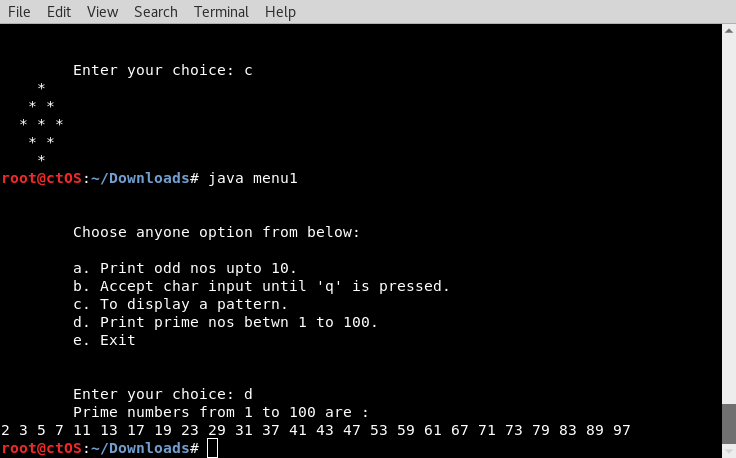 File Edit View Search Terminal Help
Enter your choice: c
*
* *
* * *
* *
*
root@ctOS:~/Downloads# java menu1
Choose anyone option from below:
a. Print odd nos upto 10.
b. Accept char input until 'q' is pressed.
c. To display a pattern.
d. Print prime nos betwn 1 to 100.
e. Exit
Enter your choice: d
Prime numbers from 1 to 100 are :
2 3 5 7 11 13 17 19 23 29 31 37 41 43 47 53 59 61 67 71 73 79 83 89 97
root@ctOS:~/Downloads#